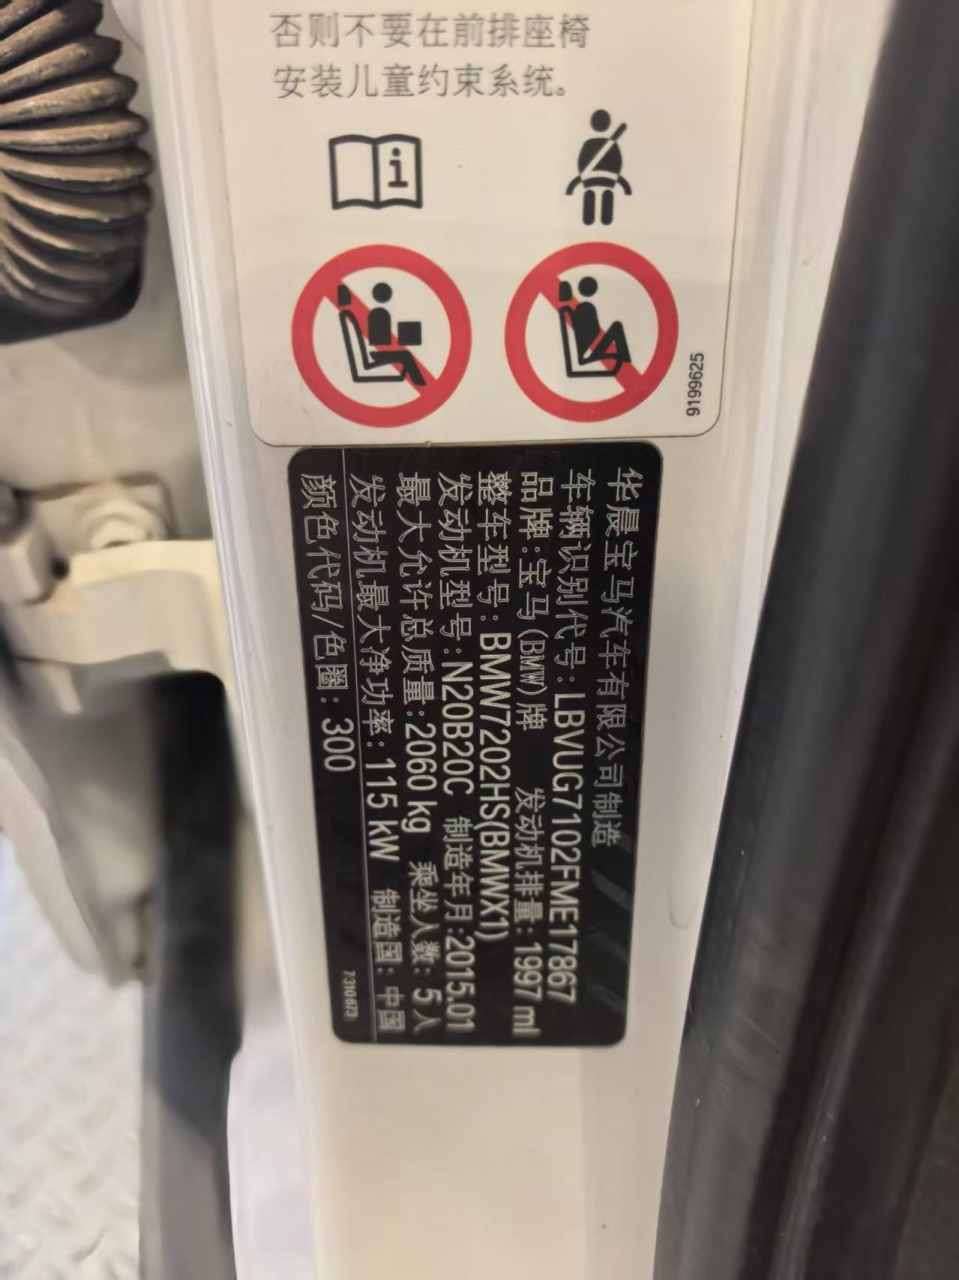 否则不要在前排座椅
安装儿童约束系统。
i
9199625
华晨宝马汽车有限公司制造
车辆识别代号: LBVUG7102FME17867
品牌:宝马(BMW)牌 发动机排量: 1997 ml
整车型号: BMW7202HS(BMWX1)
发动机型号: N20B20C 制造年月: 2015.01
最大允许总质量: 2060 kg 乘坐人数: 5 人
发动机最大净功率: 115 kW 制造国: 中国
颜色代码/色圈: 300
7310673